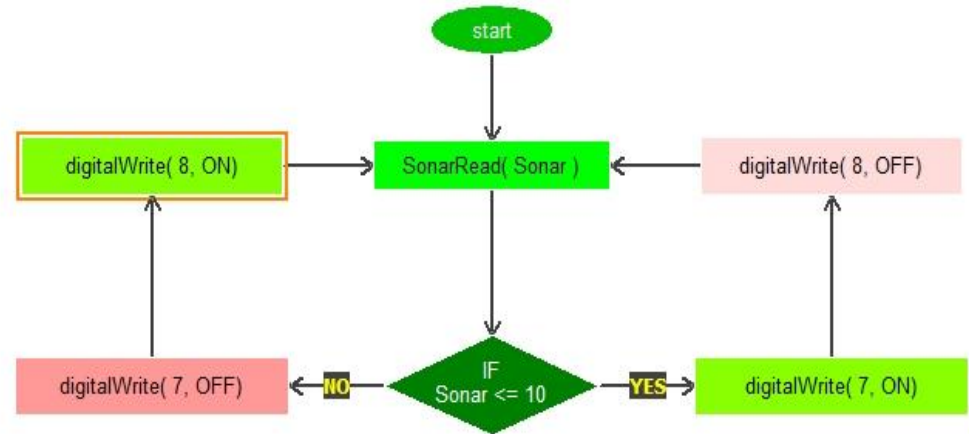 start
digitalWrite( 8, ON)
SonarRead( Sonar )
digitalWrite( 8, OFF)
digitalWrite( 7, OFF)
NO
IF
Sonar <= 10
YES
digitalWrite( 7, ON)